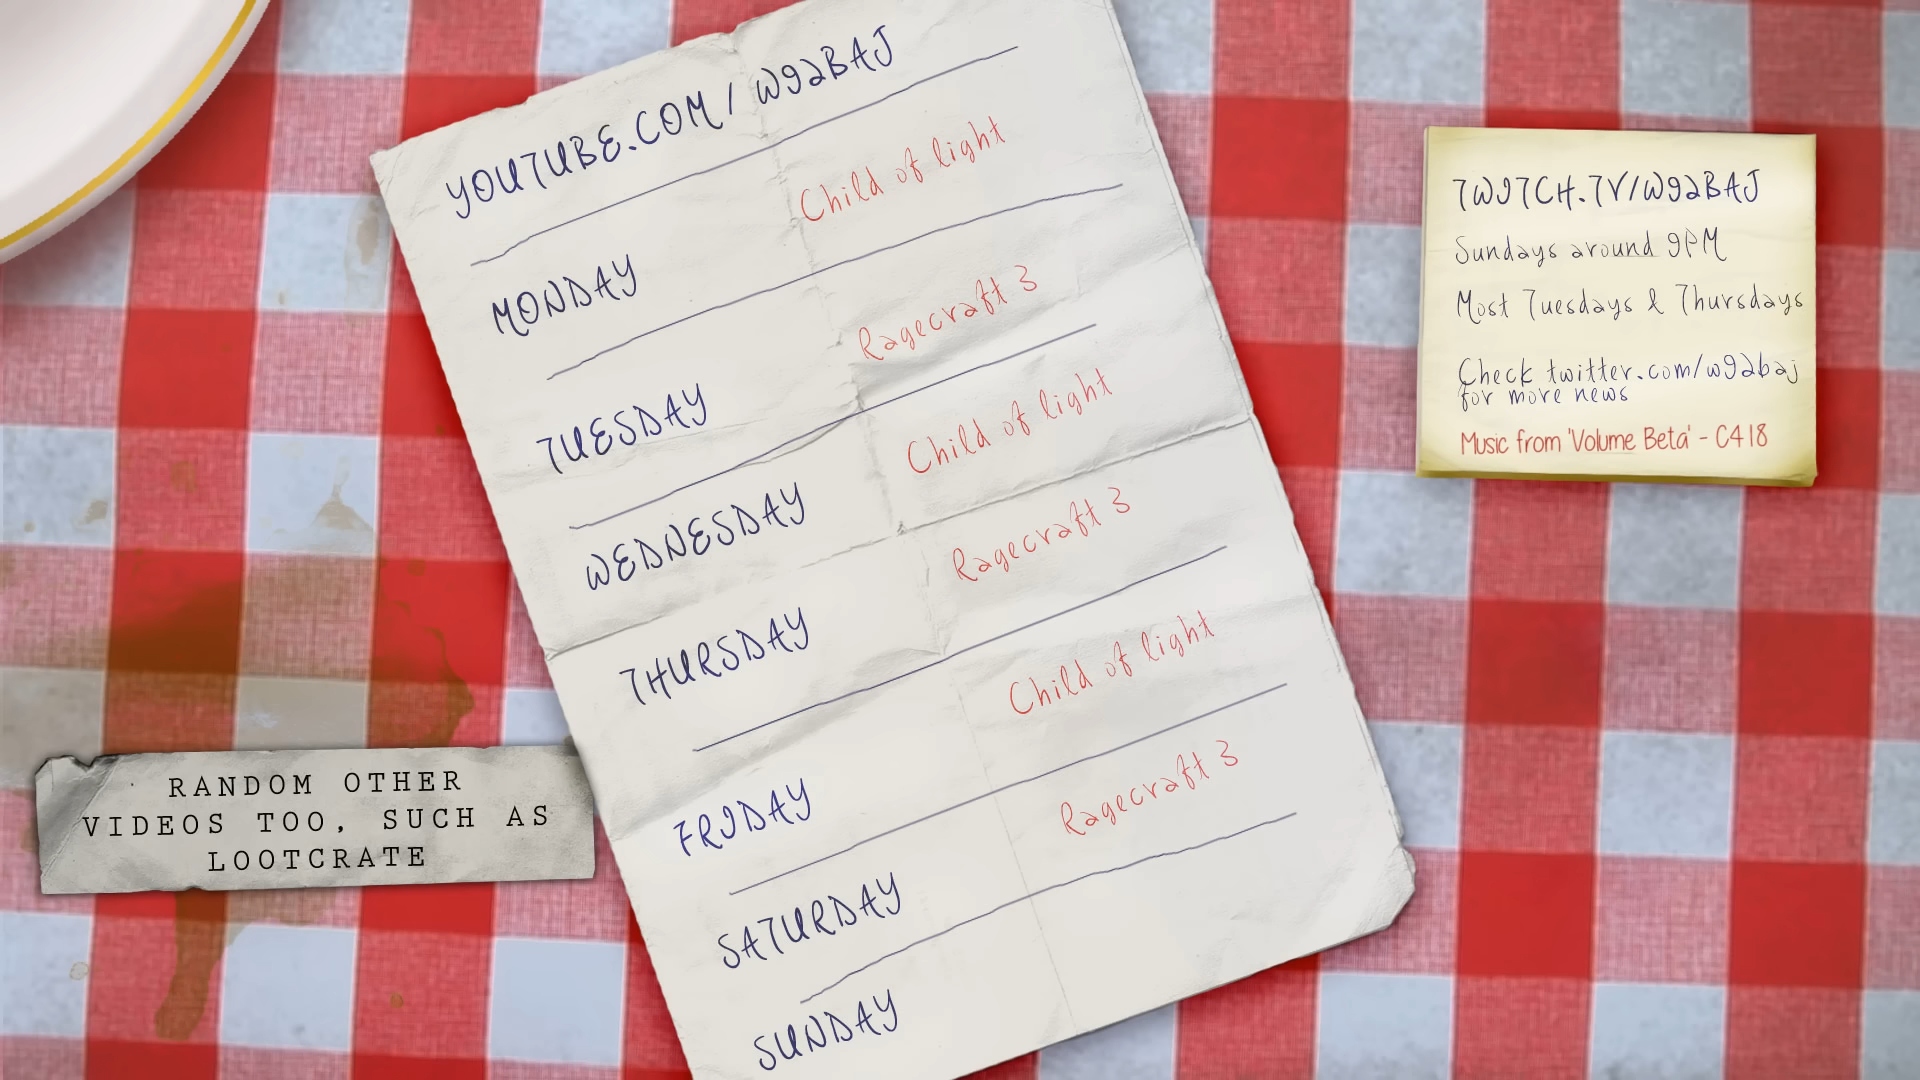 YOUTUBE.COM/W92BAJ
MONDAY
Child of light
TUESDAY
Ragecraft 3
WEDNESDAY
Child of light
THURSDAY
Ragecraft 3
FRIDAY
Child of light
SATURDAY
Ragecraft 3
SUNDAY
TWITCH.TV/W92BAJ
Sundays around 9PM
Most Tuesdays & Thursdays
Check twitter.com/w92baj
for more news
Music from 'Volume Beta' - C418
RANDOM OTHER
VIDEOS TOO, SUCH AS
LOOTCRATE